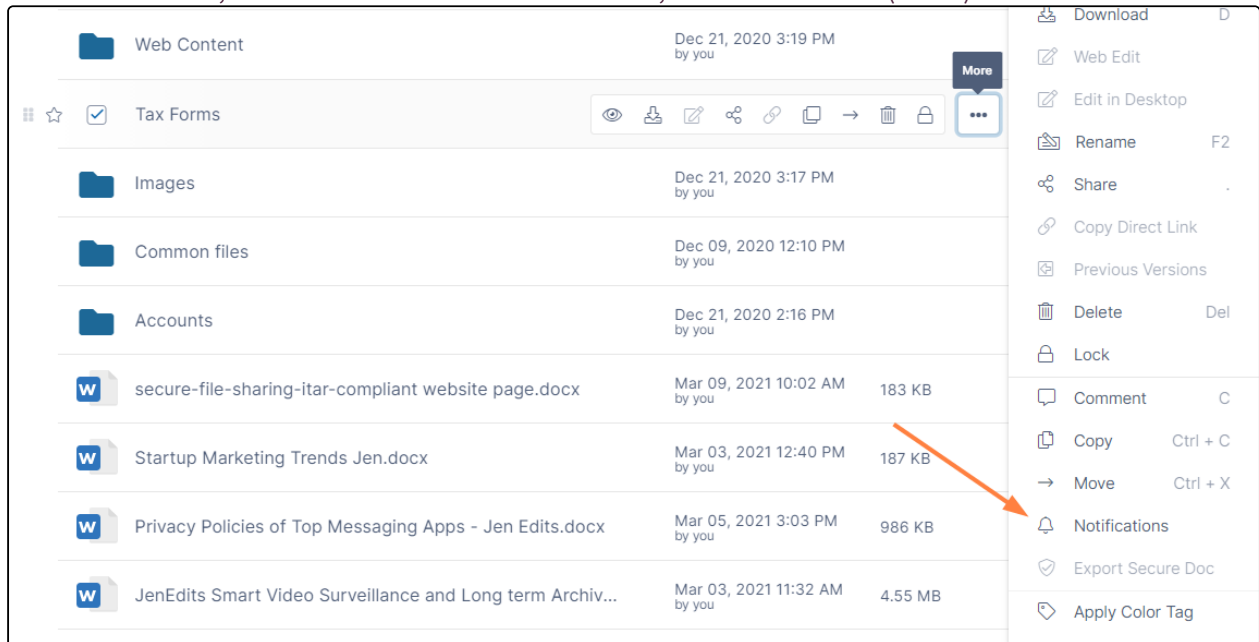 Web Content
Dec 21, 2020 3:19 PM
by you
More
Tax Forms
Images
Dec 21, 2020 3:17 PM
by you
Common files
Dec 09, 2020 12:10 PM
by you
Accounts
Dec 21, 2020 2:16 PM
by you
W secure-file-sharing-itar-compliant website page.docx
Mar 09, 2021 10:02 AM
by you
183 KB
W Startup Marketing Trends Jen.docx
Mar 03, 2021 12:40 PM
by you
187 KB
W Privacy Policies of Top Messaging Apps - Jen Edits.docx
Mar 05, 2021 3:03 PM
by you
986 KB
W JenEdits Smart Video Surveillance and Long term Archiv...
Mar 03, 2021 11:32 AM
by you
4.55 MB
Download D
Web Edit
Edit in Desktop
Rename F2
Share .
Copy Direct Link
Previous Versions
Delete Del
Lock
Comment C
Copy Ctrl + C
Move Ctrl + X
Notifications
Export Secure Doc
Apply Color Tag